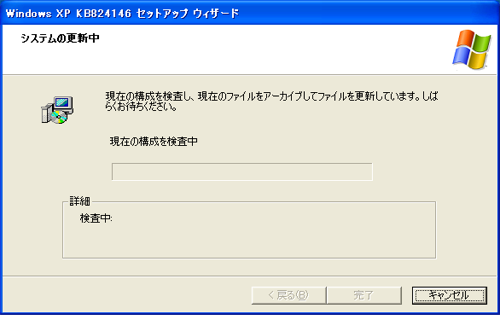 Windows XP KB824146 セットアップ ウィザード
システムの更新中
現在の構成を検査し、現在のファイルをアーカイブしてファイルを更新しています。しば
らくお待ちください。
現在の構成を検査中
詳細
検査中:
< 戻る(B)
完了
キャンセル